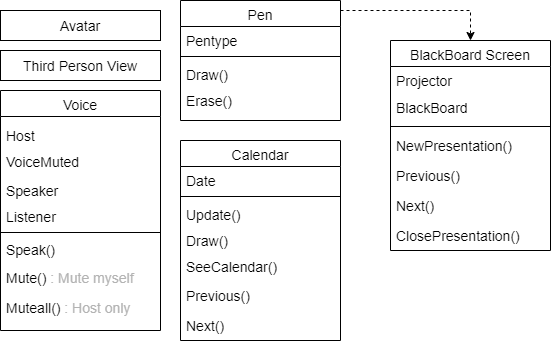 Avatar
Third Person View
Voice
Host
VoiceMuted
Speaker
Listener
Speak()
Mute() : Mute myself
Muteall() : Host only
Pen
Pentype
Draw()
Erase()
Calendar
Date
Update()
Draw()
SeeCalendar()
Previous()
Next()
BlackBoard Screen
Projector
BlackBoard
NewPresentation()
Previous()
Next()
ClosePresentation()